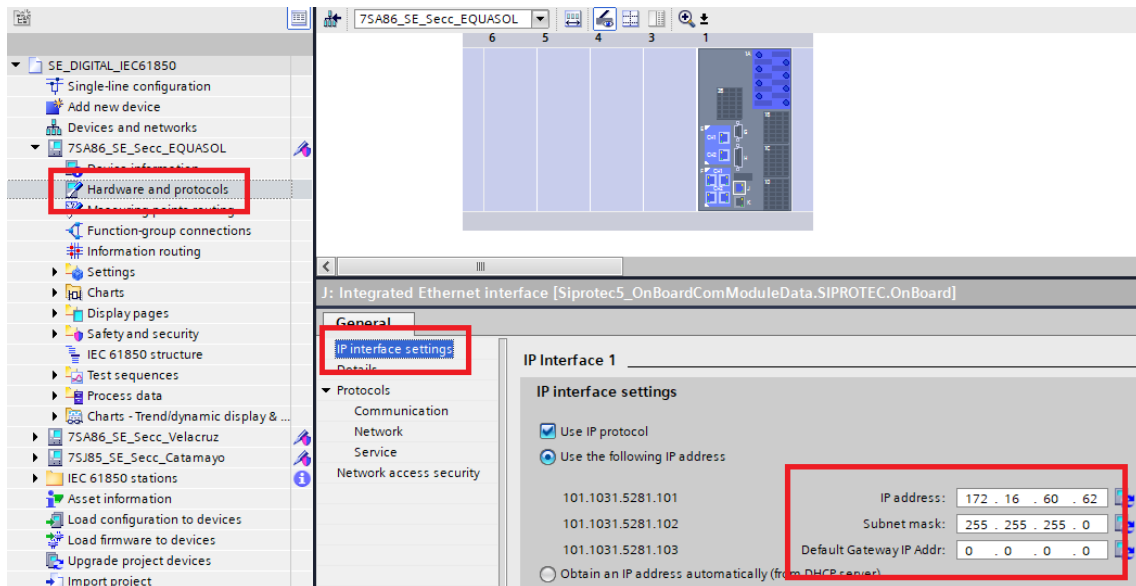 7SA86_SE_Secc_EQUASOL
6 5 4 3 1
SE_DIGITAL_IEC61850
Single-line configuration
Add new device
Devices and networks
7SA86_SE_Secc_EQUASOL
Device information
Hardware and protocols
Measuring points routing
Function-group connections
Information routing
Settings
Charts
Display pages
Safety and security
IEC 61850 structure
Test sequences
Process data
Charts - Trend/dynamic display & ...
7SA86_SE_Secc_Velacruz
7SJ85_SE_Secc_Catamayo
IEC 61850 stations
Asset information
Load configuration to devices
Load firmware to devices
Upgrade project devices
Import project
J: Integrated Ethernet interface [Siprotec5_OnBoardComModuleData.SIPROTEC.OnBoard]
General
IP interface settings
Details
Protocols
Communication
Network
Service
Network access security
IP Interface 1
IP interface settings
Use IP protocol
Use the following IP address
101.1031.5281.101 IP address: 172 . 16 . 60 . 62
101.1031.5281.102 Subnet mask: 255 . 255 . 255 . 0
101.1031.5281.103 Default Gateway IP Addr: 0 . 0 . 0 . 0
Obtain an IP address automatically (from DHCP server)